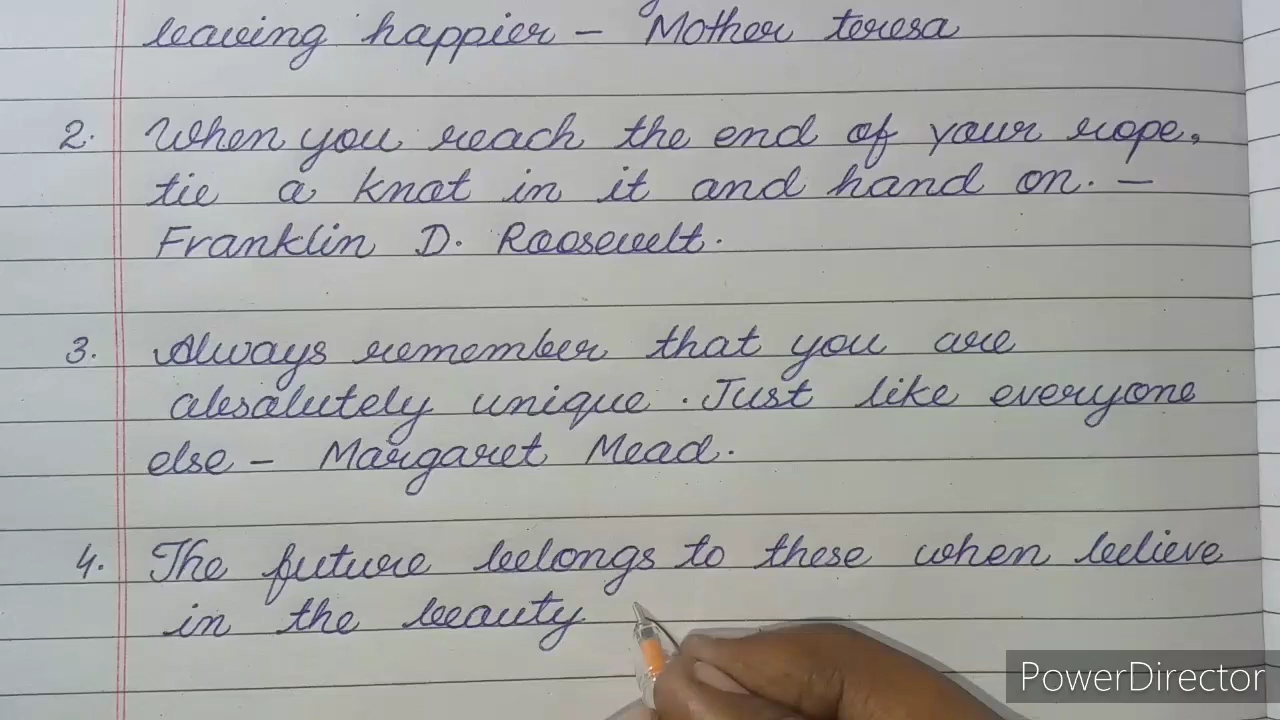 leaving happier - Mother teresa
2. When you reach the end of your rope,
tie a knot in it and hand on. -
Franklin D. Roosevelt.
3. Always remember that you are
absolutely unique. Just like everyone
else - Margaret Mead.
4. The future belongs to these when believe
in the beauty
PowerDirector